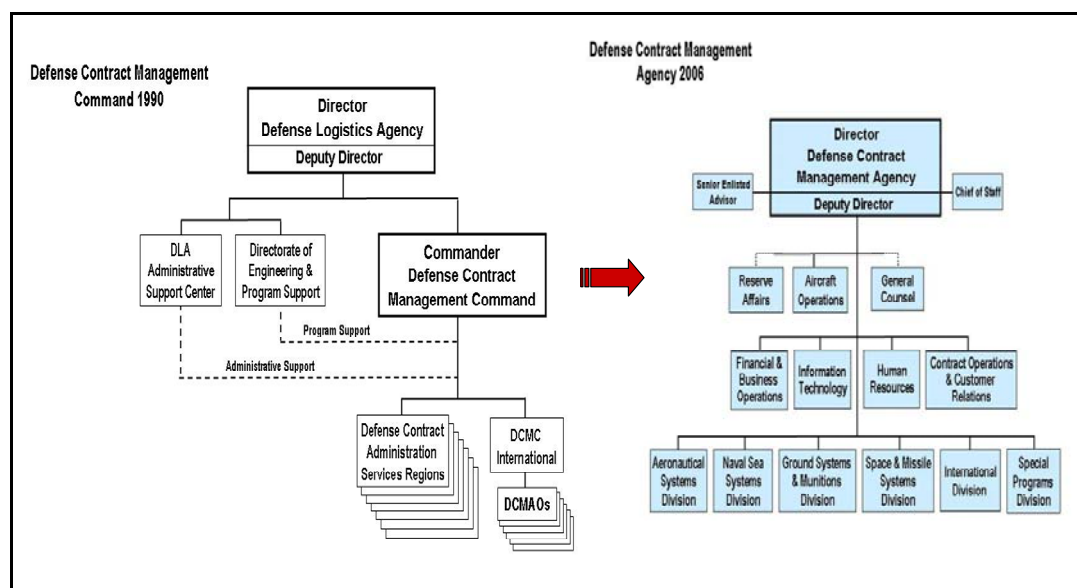 Defense Contract Management
Command 1990
Director
Defense Logistics Agency
Deputy Director
DLA
Administrative
Support Center
Directorate of
Engineering &
Program Support
Commander
Defense Contract
Management Command
Program Support
Administrative Support
Defense Contract
Administration
Services Regions
DCMC
International
DCMAOs
Defense Contract Management
Agency 2006
Director
Defense Contract
Management Agency
Deputy Director
Senior Enlisted
Advisor
Chief of Staff
Reserve
Affairs
Aircraft
Operations
General
Counsel
Financial &
Business
Operations
Information
Technology
Human
Resources
Contract Operations
& Customer
Relations
Aeronautical
Systems
Division
Naval Sea
Systems
Division
Ground Systems
& Munitions
Division
Space & Missile
Systems
Division
International
Division
Special
Programs
Division